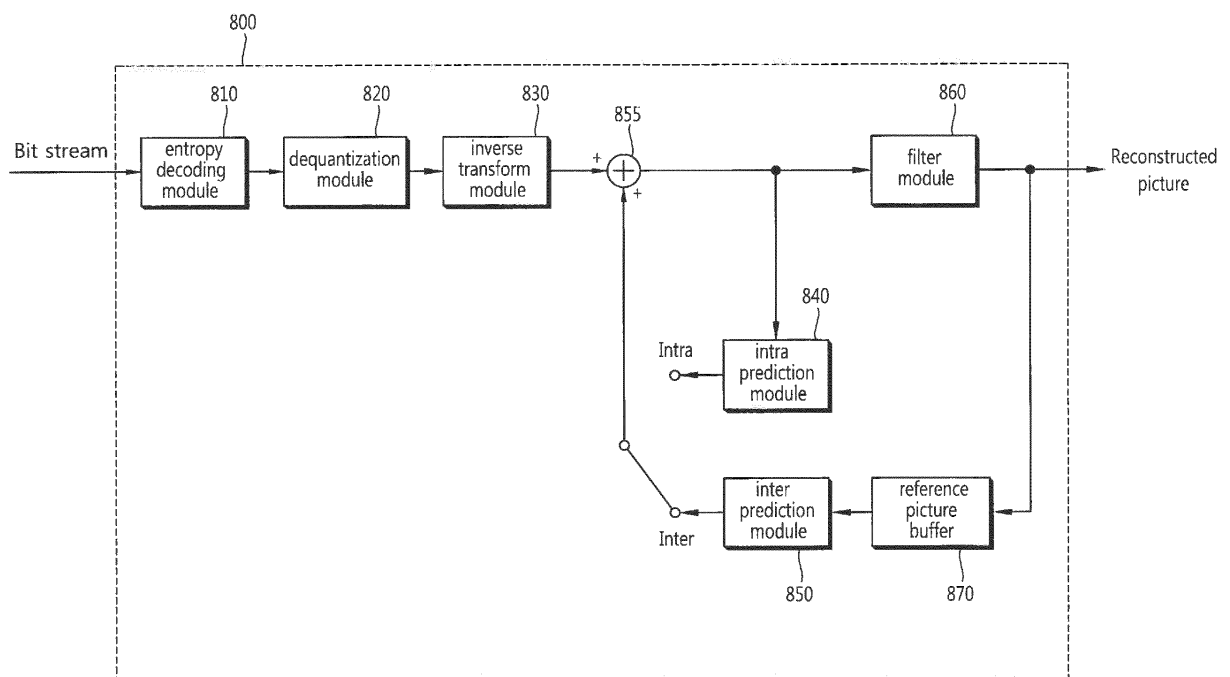 800
810
820
830
855
860
Bit stream
entropy
decoding
module
dequantization
module
inverse
transform
module
+
+
+
filter
module
Reconstructed
picture
840
Intra
intra
prediction
module
Inter
inter
prediction
module
reference
picture
buffer
850
870